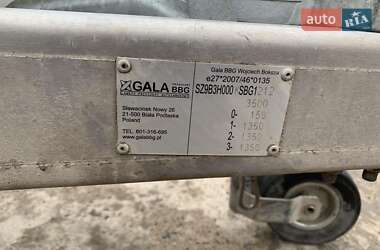 auto RIA
GALA BBG
Gala BBG Wojciech Boksza
e27*2007/46*0135
SZ9B3H000 SBG1212
3500
Sławacinek Nowy 26
21-500 Biała Podlaska
Poland
TEL. 601-316-695
www.galabbg.pl
0- 150
1- 1350
2- 1350
3- 1350